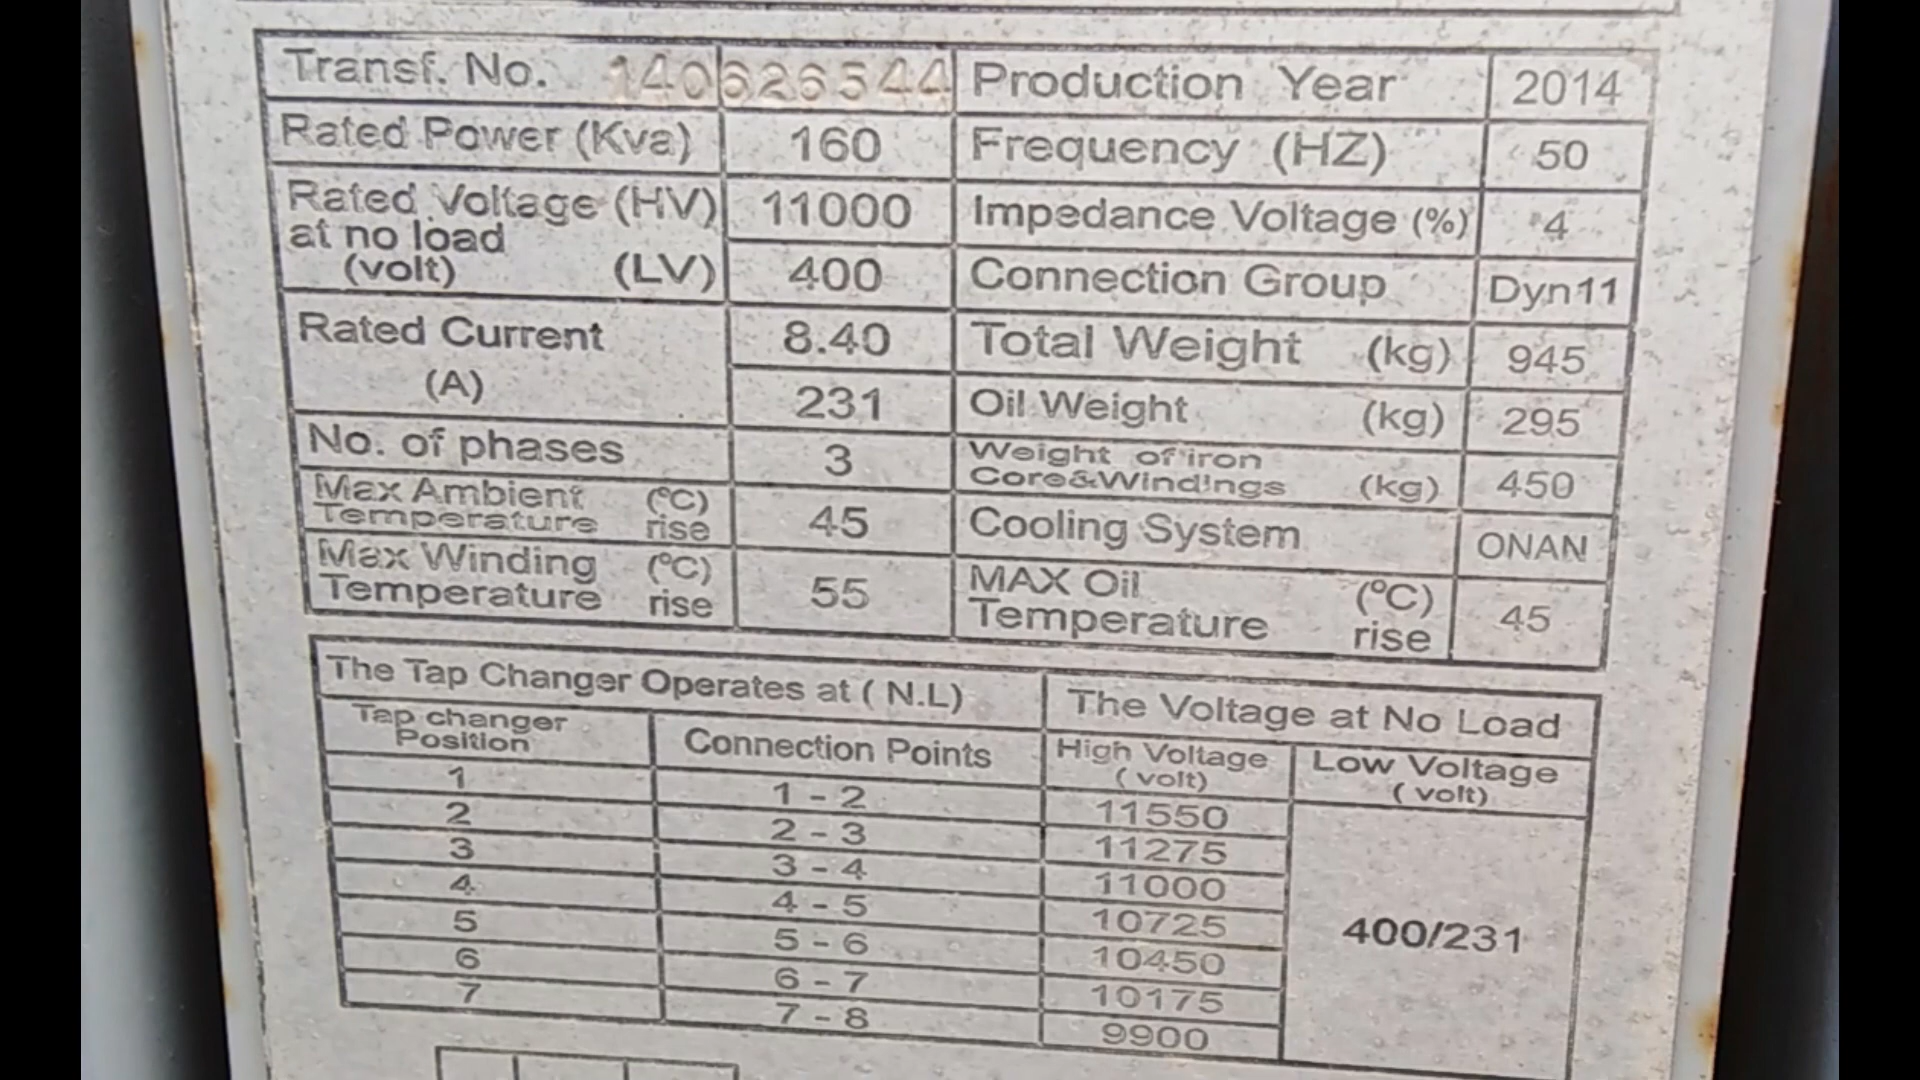 Transf. No. 140626544 Production Year 2014
Rated Power (Kva) 160 Frequency (HZ) 50
Rated Voltage (HV) 11000 Impedance Voltage (%) 4
at no load
(volt) (LV) 400 Connection Group Dyn11
Rated Current 8.40 Total Weight (kg) 945
(A) 231 Oil Weight (kg) 295
No. of phases 3 Weight of iron Core&Windings (kg) 450
Max Ambient Temperature (°C) rise 45 Cooling System ONAN
Max Winding Temperature (°C) rise 55 MAX Oil Temperature (°C) rise 45
The Tap Changer Operates at ( N.L) The Voltage at No Load
Tap changer Position Connection Points High Voltage ( volt) Low Voltage ( volt)
1 1 - 2 11550
2 2 - 3 11275
3 3 - 4 11000
4 4 - 5 10725 400/231
5 5 - 6 10450
6 6 - 7 10175
7 7 - 8 9900